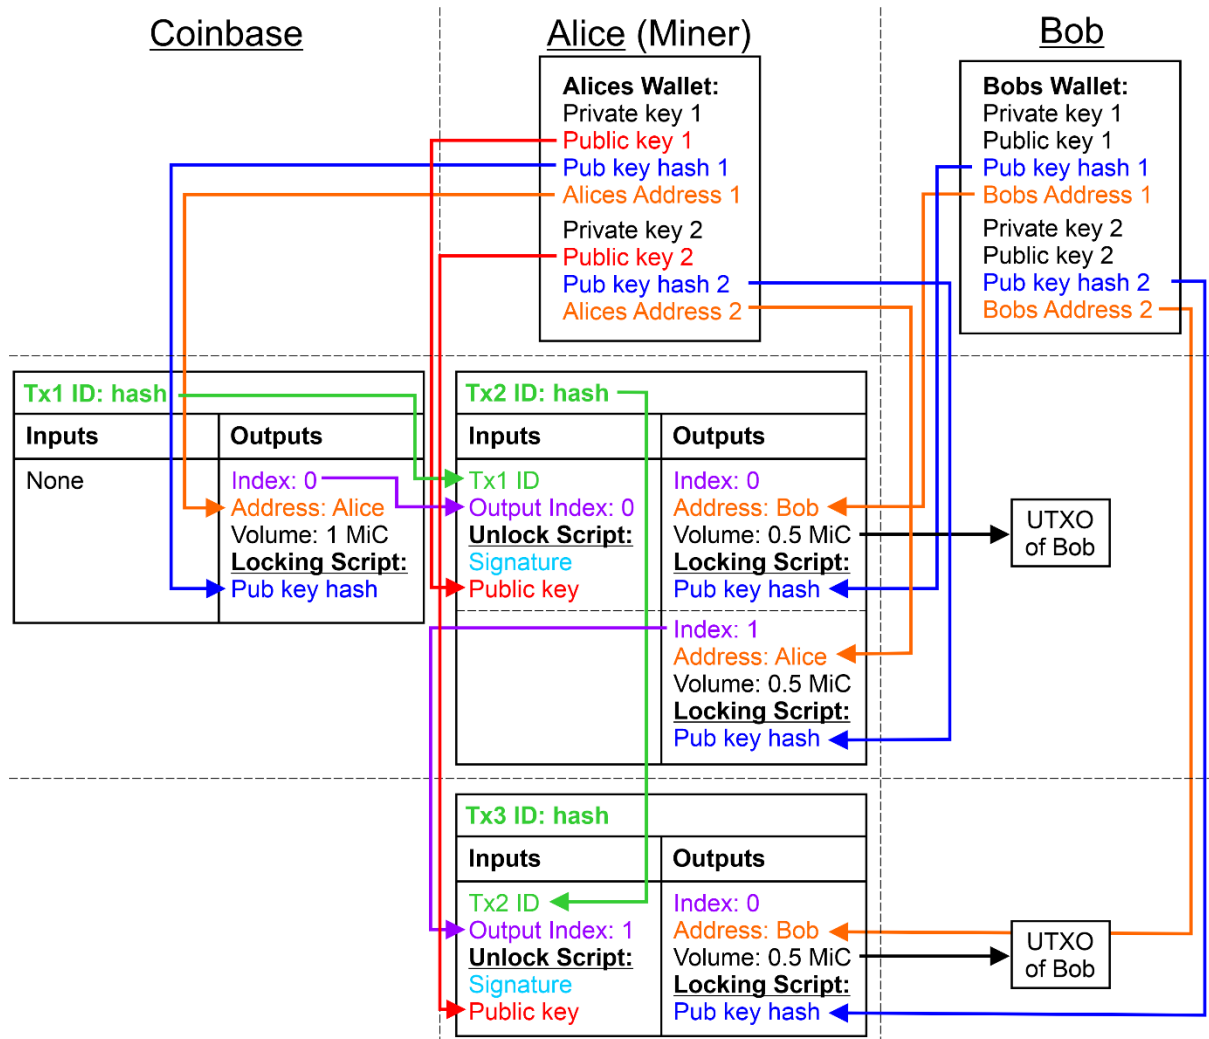 Coinbase
Alice (Miner)
Bob
Alices Wallet:
Private key 1
Public key 1
Pub key hash 1
Alices Address 1
Private key 2
Public key 2
Pub key hash 2
Alices Address 2
Bobs Wallet:
Private key 1
Public key 1
Pub key hash 1
Bobs Address 1
Private key 2
Public key 2
Pub key hash 2
Bobs Address 2
Tx1 ID: hash
Inputs
Outputs
None
Index: 0
Address: Alice
Volume: 1 MiC
Locking Script:
Pub key hash
Tx2 ID: hash
Inputs
Outputs
Tx1 ID
Output Index: 0
Unlock Script:
Signature
Public key
Index: 0
Address: Bob
Volume: 0.5 MiC
Locking Script:
Pub key hash
Index: 1
Address: Alice
Volume: 0.5 MiC
Locking Script:
Pub key hash
UTXO
of Bob
Tx3 ID: hash
Inputs
Outputs
Tx2 ID
Output Index: 1
Unlock Script:
Signature
Public key
Index: 0
Address: Bob
Volume: 0.5 MiC
Locking Script:
Pub key hash
UTXO
of Bob